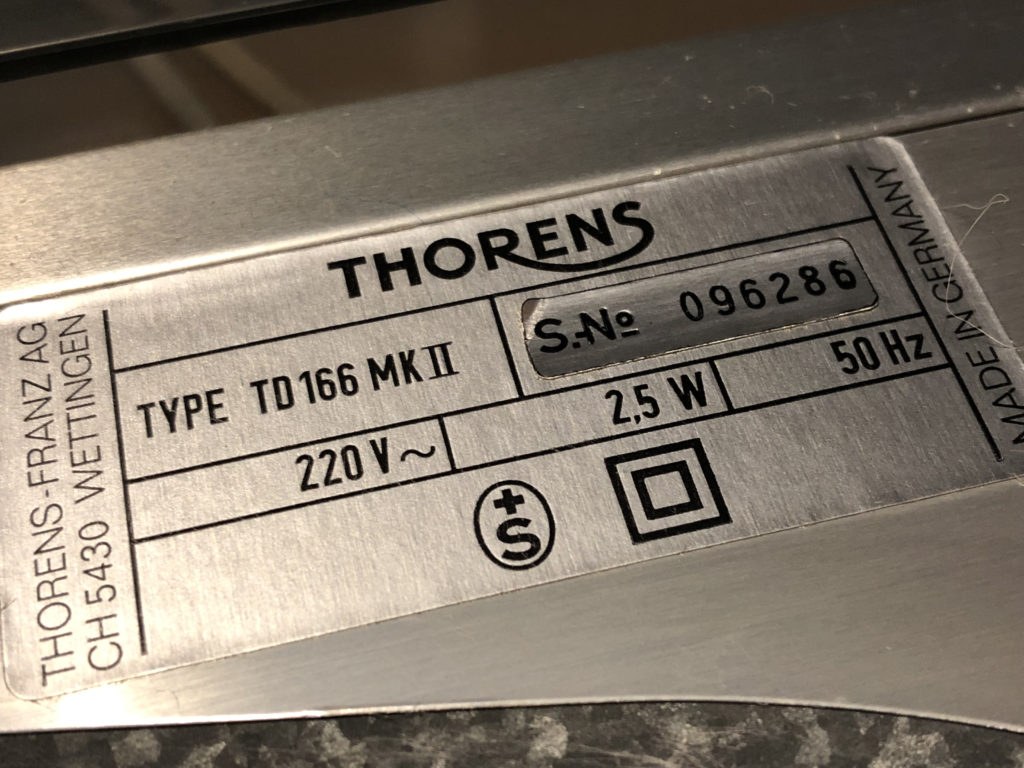 THORENS
TYPE TD 166 MK II
S.-No 096286
220 V~
2,5 W
50 Hz
+S
THORENS-FRANZ AG
CH 5430 WETTINGEN
MADE IN GERMANY